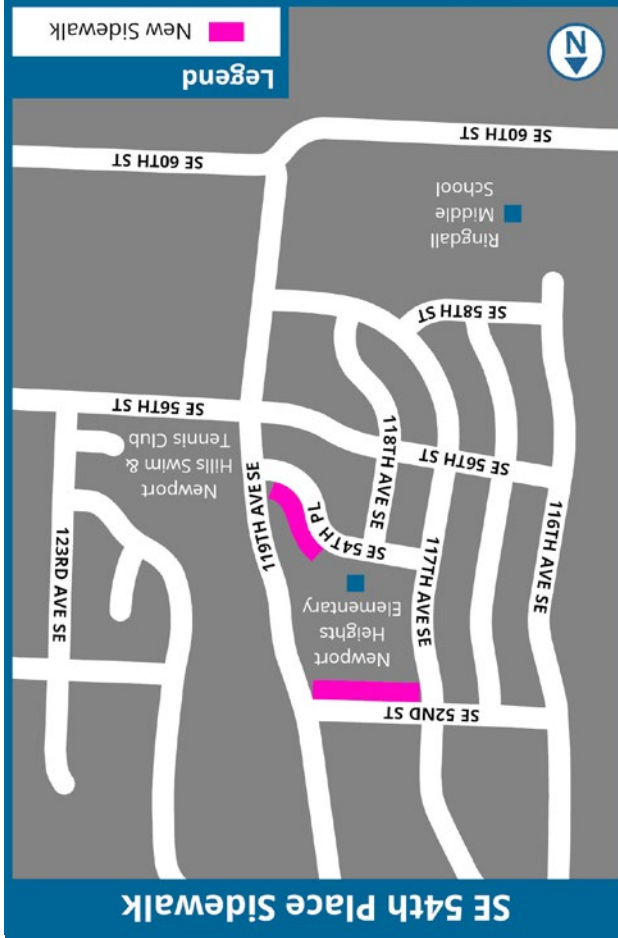 SE 54th Place Sidewalk
SE 52ND ST
Newport
Heights
Elementary
123RD AVE SE
117TH AVE SE
116TH AVE SE
SE 54TH PL
119TH AVE SE
118TH AVE SE
Newport
Hills Swim &
Tennis Club
SE 56TH ST
SE 56TH ST
SE 58TH ST
Ringdall
Middle
School
SE 60TH ST
SE 60TH ST
N
Legend
New Sidewalk